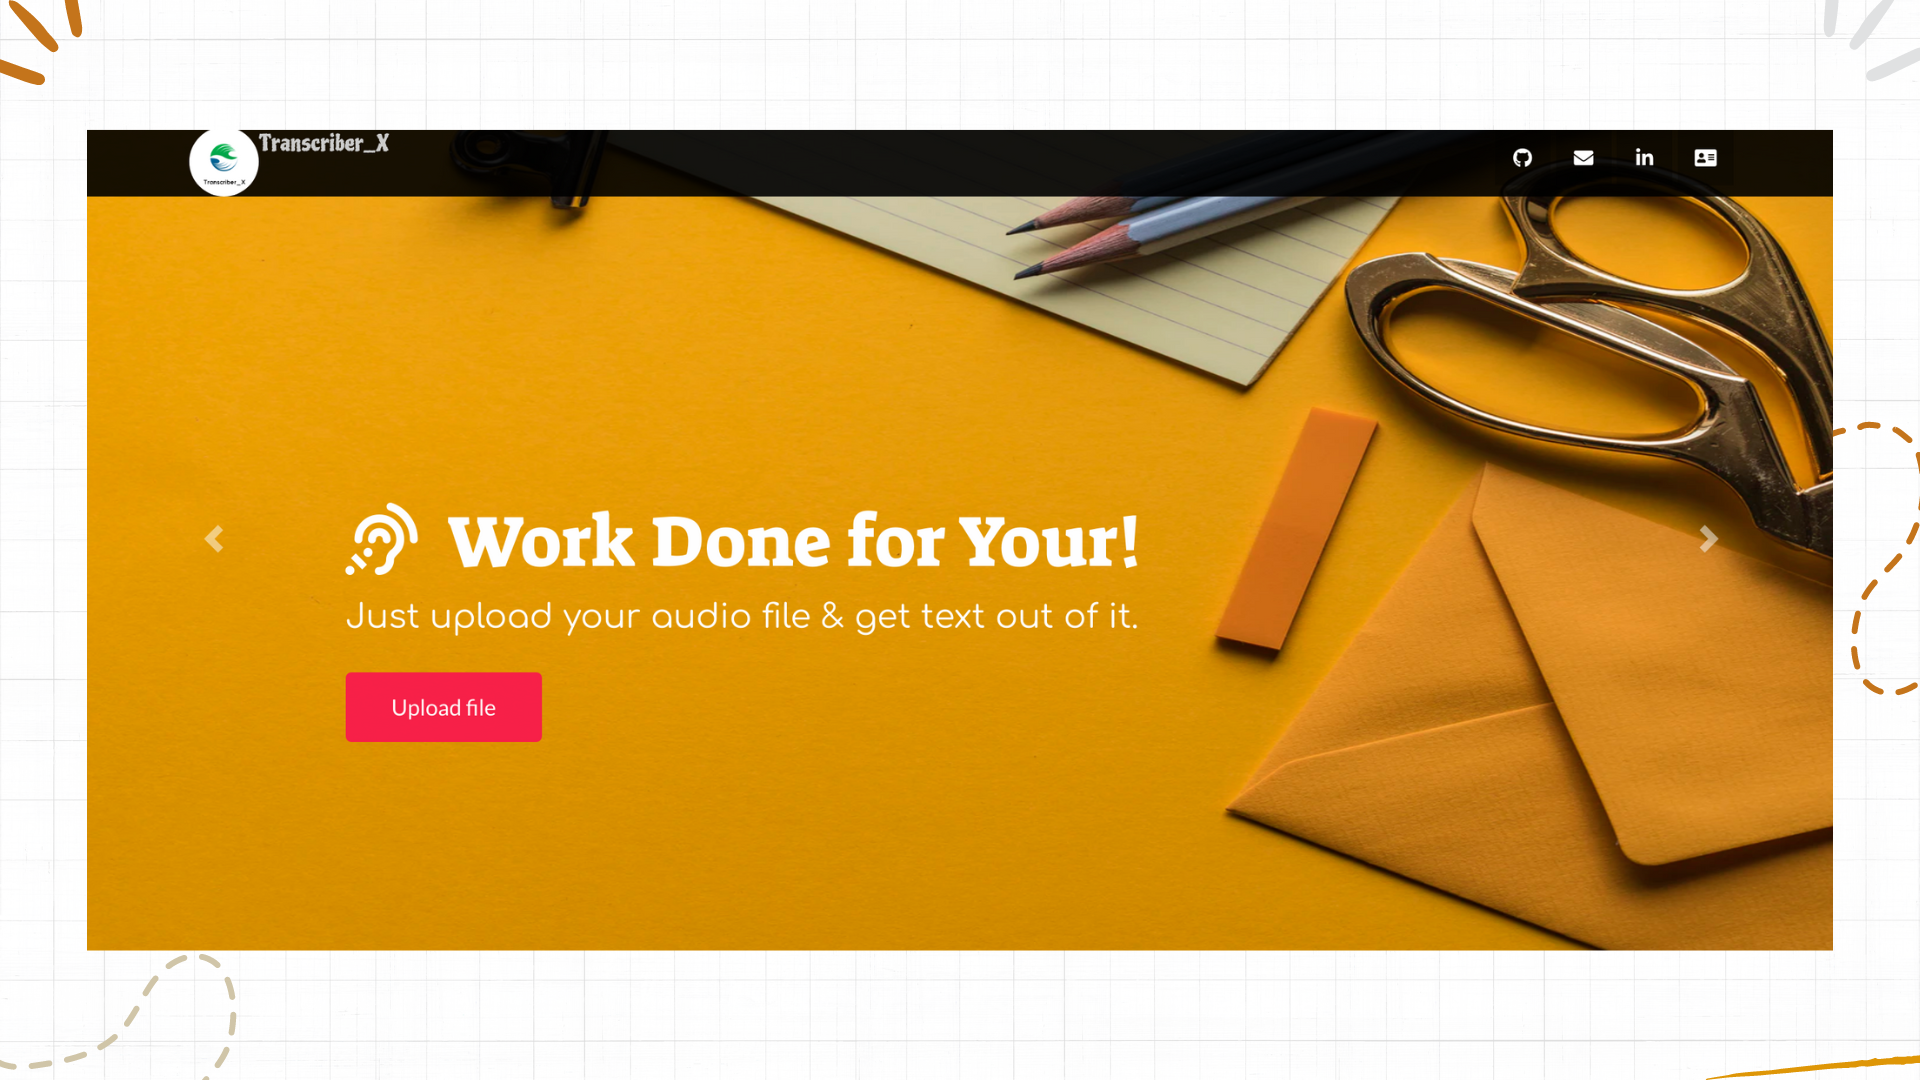 Transcriber_X
Transcriber_X
Work Done for Your!
Just upload your audio file & get text out of it.
Upload file